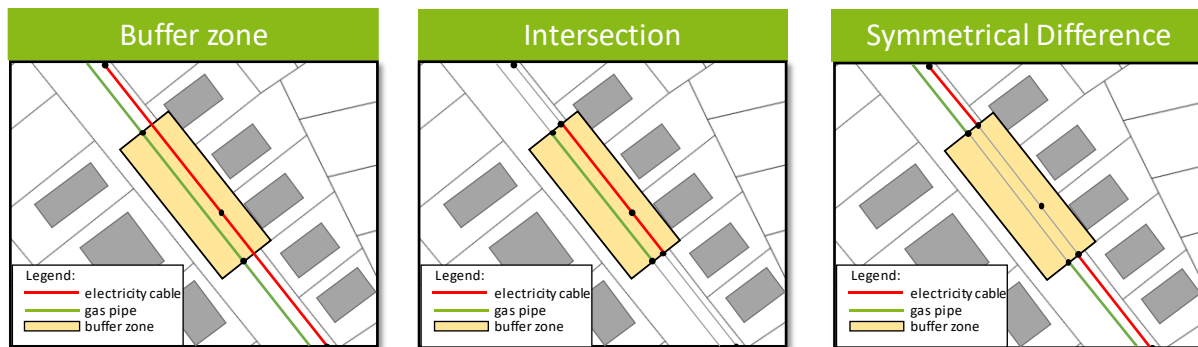 Buffer zone
Legend:
electricity cable
gas pipe
buffer zone
Intersection
Legend:
electricity cable
gas pipe
buffer zone
Symmetrical Difference
Legend:
electricity cable
gas pipe
buffer zone